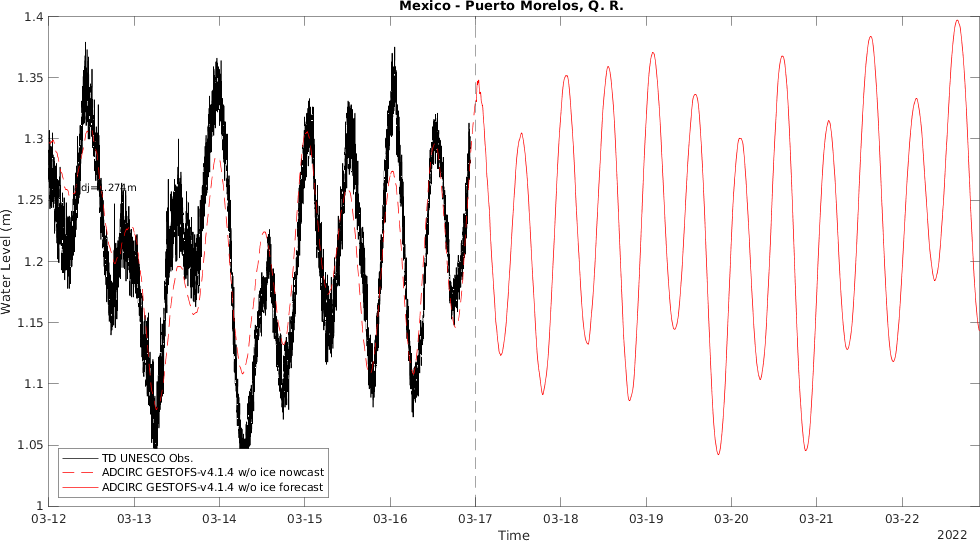 Mexico - Puerto Morelos, Q. R.
1.4
1.35
1.3
1.25
1.2
1.15
1.1
1.05
1
Water Level (m)
TD UNESCO Obs.
ADCIRC GESTOFS-v4.1.4 w/o ice nowcast
ADCIRC GESTOFS-v4.1.4 w/o ice forecast
03-12 03-13 03-14 03-15 03-16 03-17 03-18 03-19 03-20 03-21 03-22
Time
2022